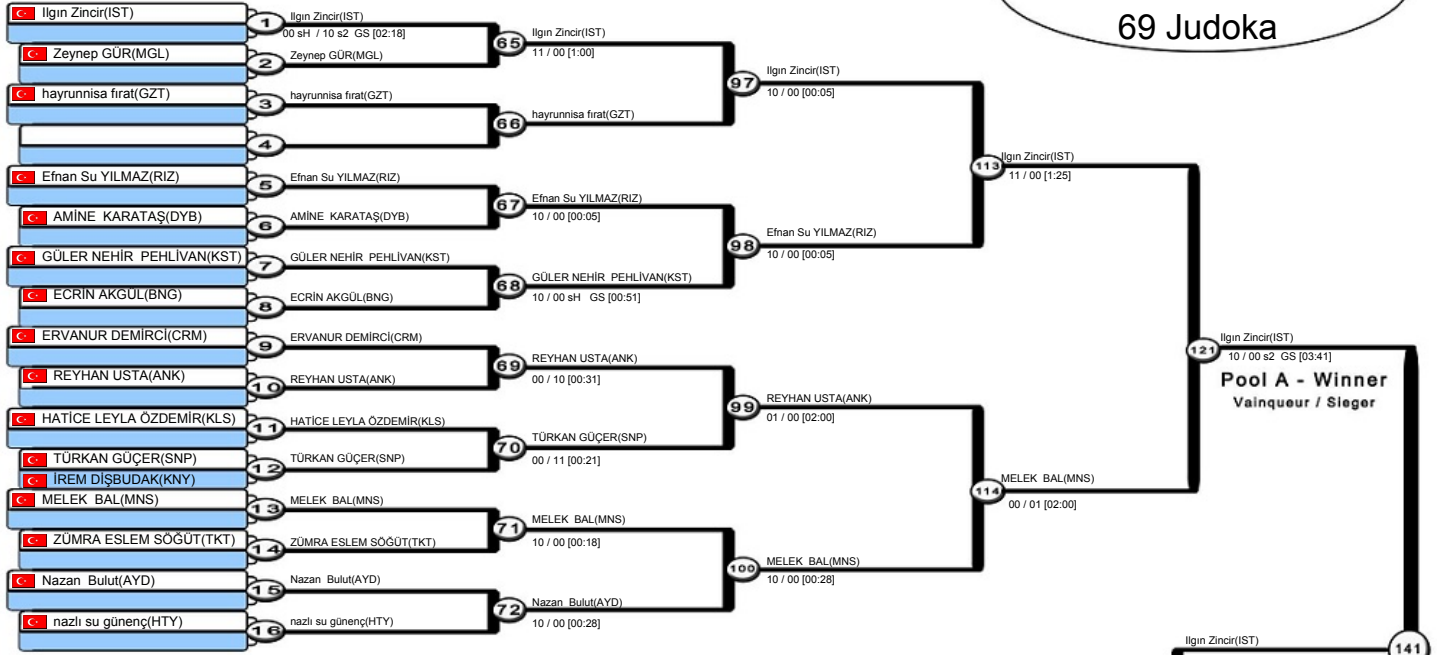 69 Judoka
Ilgın Zincir(IST)
Zeynep GÜR(MGL)
hayrunnisa fırat(GZT)
Efnan Su YILMAZ(RIZ)
AMİNE KARATAŞ(DYB)
GÜLER NEHİR PEHLİVAN(KST)
ECRİN AKGÜL(BNG)
ERVANUR DEMİRCİ(CRM)
REYHAN USTA(ANK)
HATİCE LEYLA ÖZDEMİR(KLS)
TÜRKAN GÜÇER(SNP)
İREM DİŞBUDAK(KNY)
MELEK BAL(MNS)
ZÜMRA ESLEM SÖĞÜT(TKT)
Nazan Bulut(AYD)
nazlı su günenç(HTY)
1
2
3
4
5
6
7
8
9
10
11
12
13
14
15
16
Ilgın Zincir(IST)
00 sH / 10 s2 GS [02:18]
Zeynep GÜR(MGL)
hayrunnisa fırat(GZT)
Efnan Su YILMAZ(RIZ)
AMİNE KARATAŞ(DYB)
GÜLER NEHİR PEHLİVAN(KST)
ECRİN AKGÜL(BNG)
ERVANUR DEMİRCİ(CRM)
REYHAN USTA(ANK)
HATİCE LEYLA ÖZDEMİR(KLS)
TÜRKAN GÜÇER(SNP)
MELEK BAL(MNS)
ZÜMRA ESLEM SÖĞÜT(TKT)
Nazan Bulut(AYD)
nazlı su günenç(HTY)
65
Ilgın Zincir(IST)
11 / 00 [1:00]
66
hayrunnisa fırat(GZT)
67
Efnan Su YILMAZ(RIZ)
10 / 00 [00:05]
68
GÜLER NEHİR PEHLİVAN(KST)
10 / 00 sH GS [00:51]
69
REYHAN USTA(ANK)
00 / 10 [00:31]
70
TÜRKAN GÜÇER(SNP)
00 / 11 [00:21]
71
MELEK BAL(MNS)
10 / 00 [00:18]
72
Nazan Bulut(AYD)
10 / 00 [00:28]
97
Ilgın Zincir(IST)
10 / 00 [00:05]
98
Efnan Su YILMAZ(RIZ)
10 / 00 [00:05]
99
REYHAN USTA(ANK)
01 / 00 [02:00]
100
MELEK BAL(MNS)
10 / 00 [00:28]
113
Ilgın Zincir(IST)
11 / 00 [1:25]
114
MELEK BAL(MNS)
00 / 01 [02:00]
121
Ilgın Zincir(IST)
10 / 00 s2 GS [03:41]
Pool A - Winner
Vainqueur / Sieger
Ilgın Zincir(IST)
141